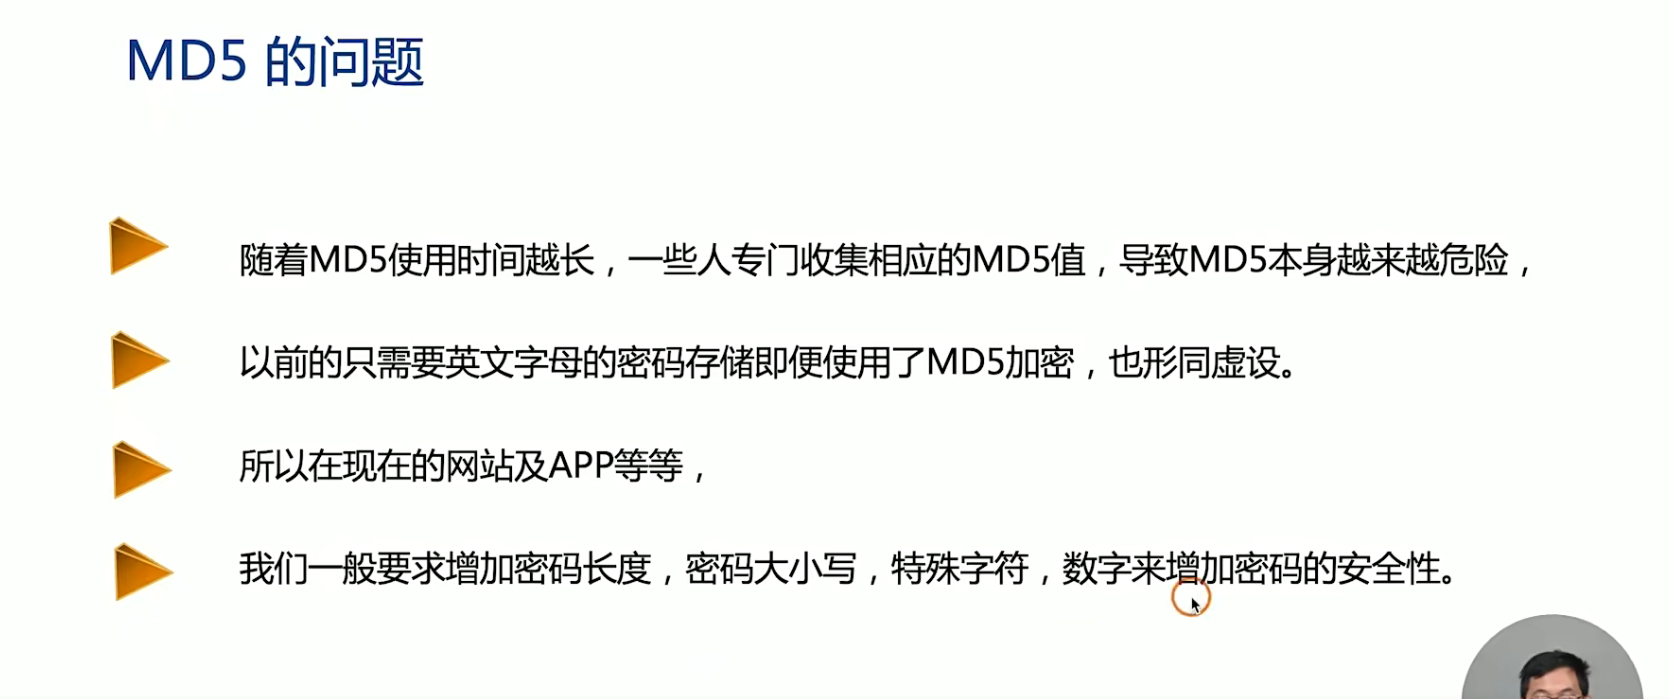 MD5 的问题
随着MD5使用时间越长，一些人专门收集相应的MD5值，导致MD5本身越来越危险，
以前的只需要英文字母的密码存储即便使用了MD5加密，也形同虚设。
所以在现在的网站及APP等等，
我们一般要求增加密码长度，密码大小写，特殊字符，数字来增加密码的安全性。